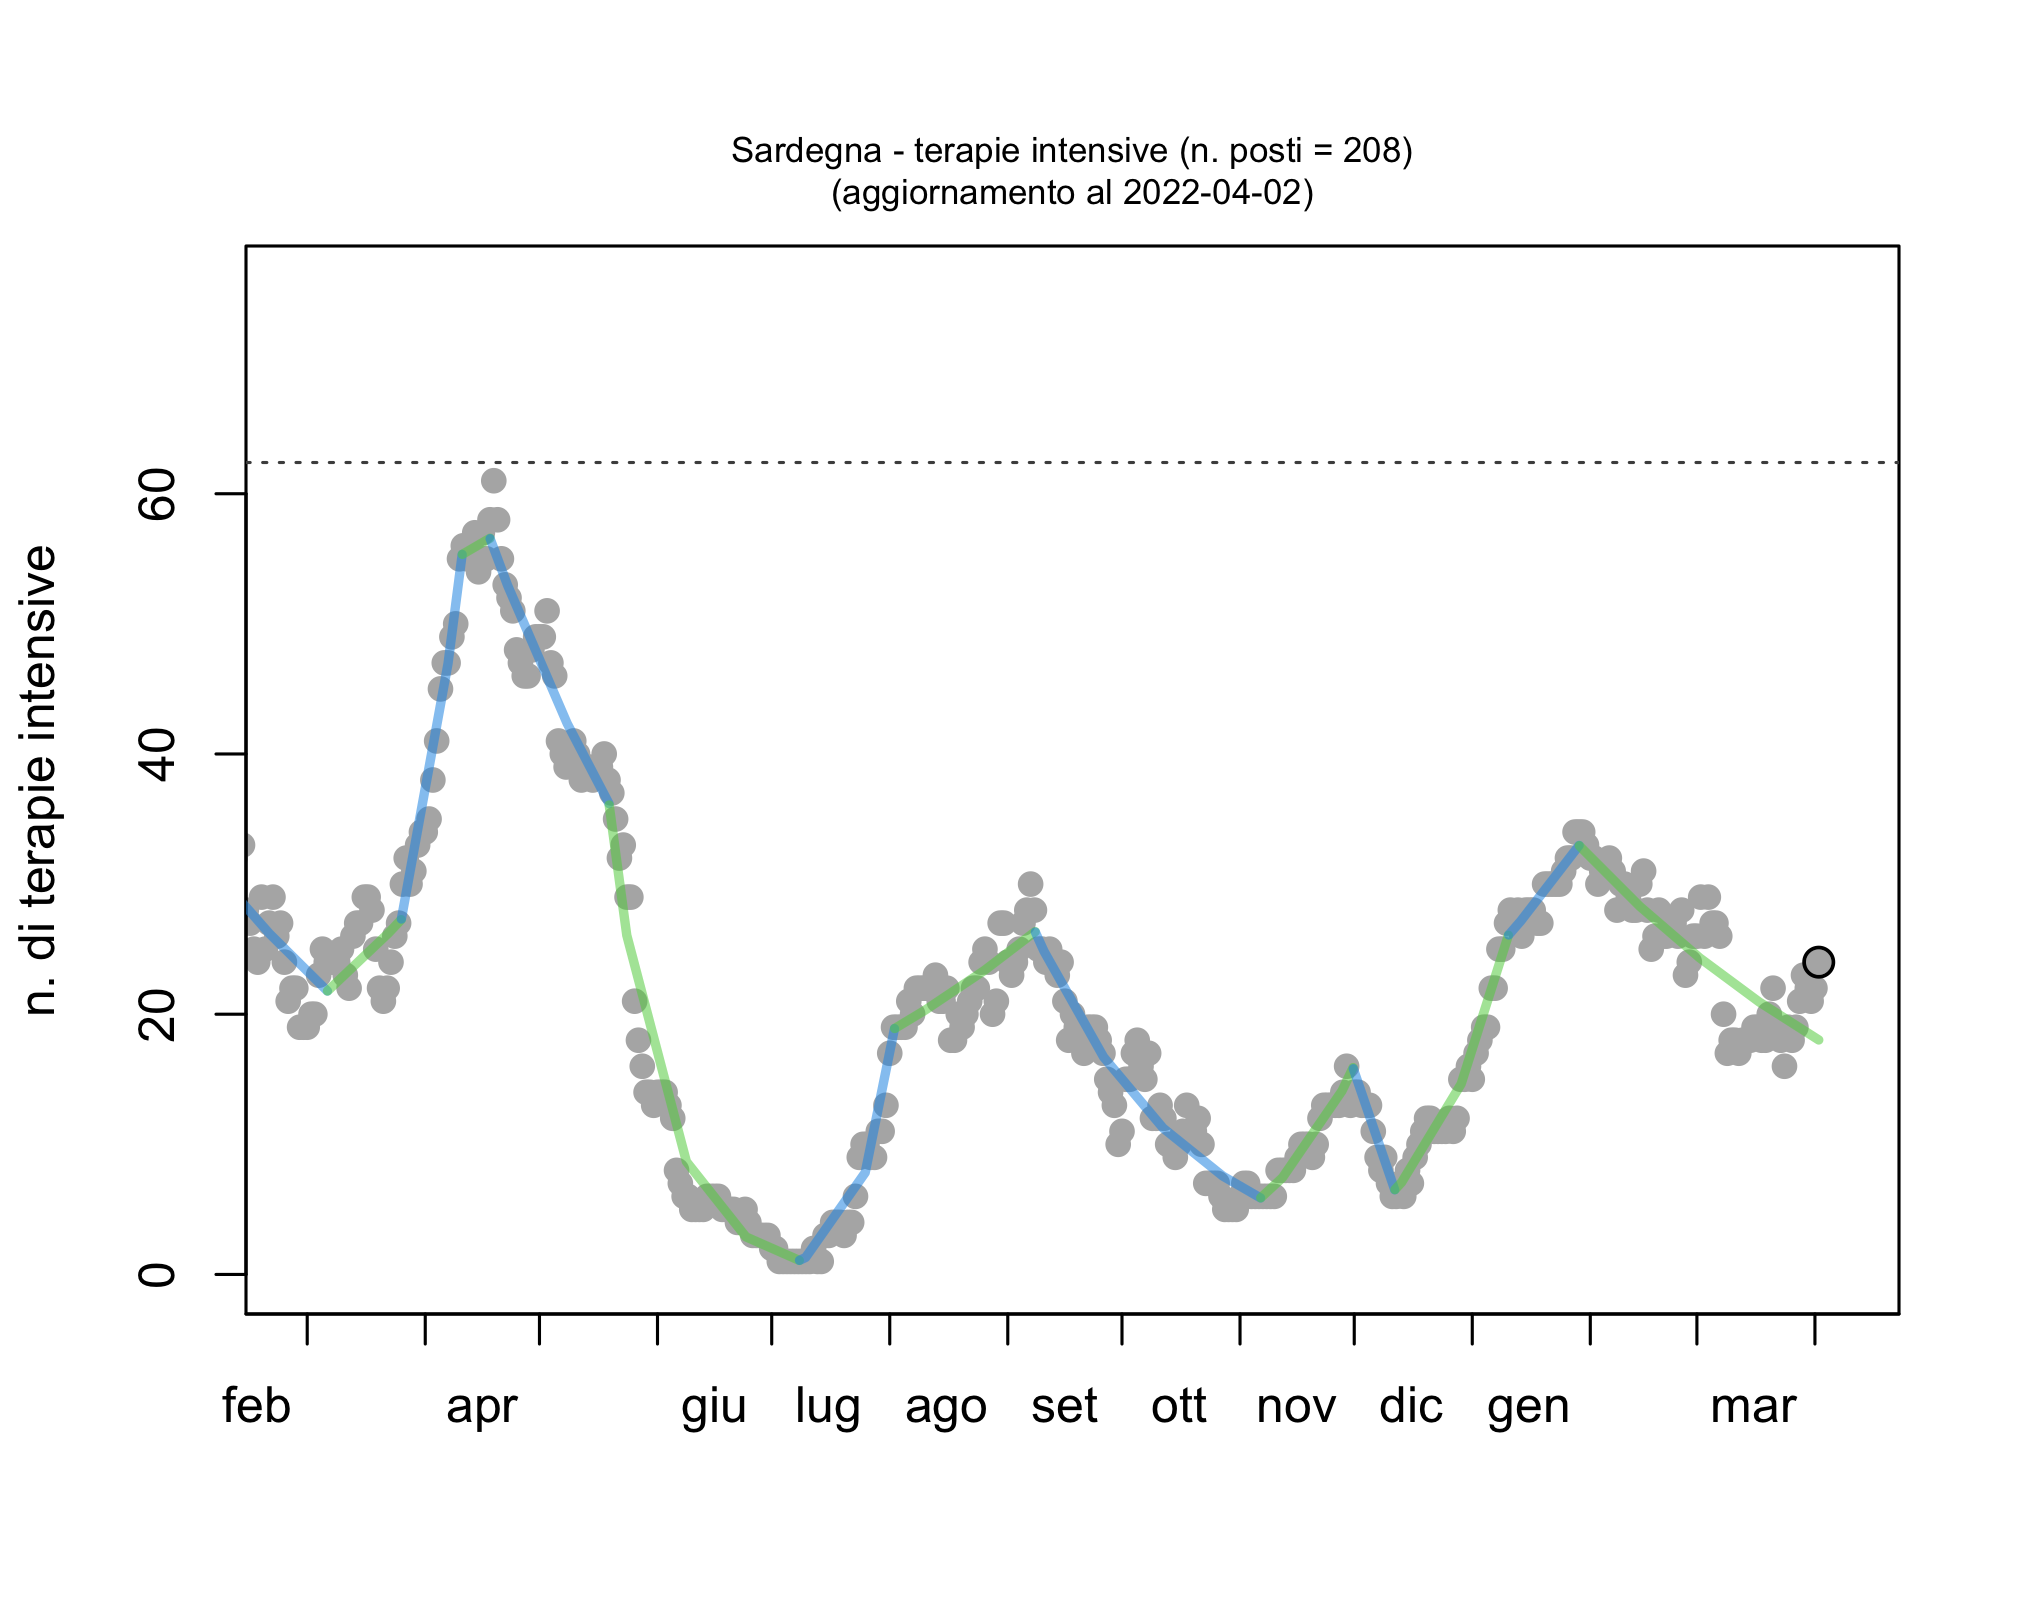 Sardegna - terapie intensive (n. posti = 208)
(aggiornamento al 2022-04-02)
n. di terapie intensive
60
40
20
0
feb apr giu lug ago set ott nov dic gen mar